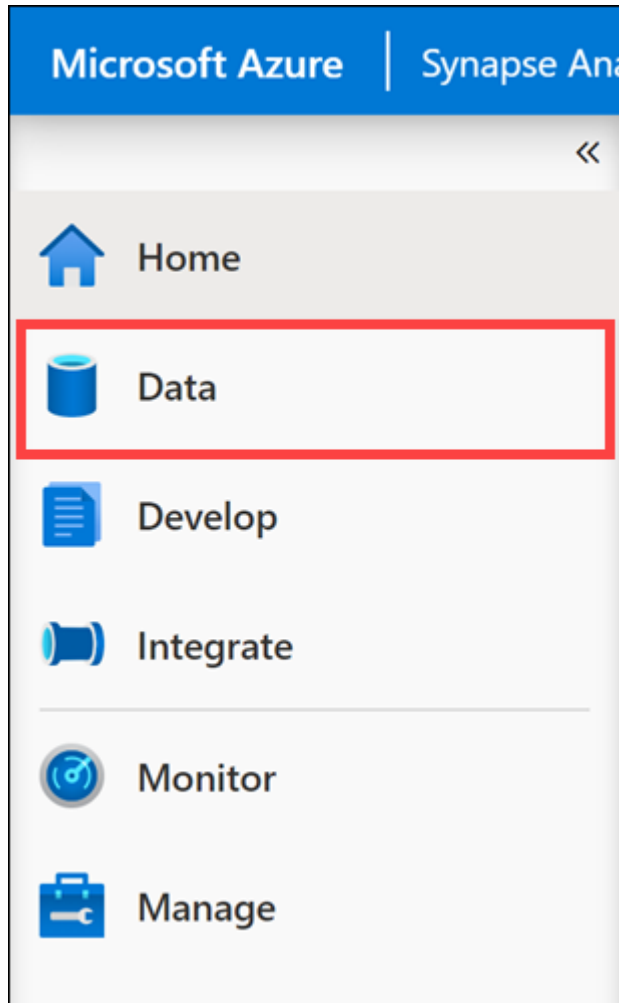 Microsoft Azure | Synapse Ana
«
Home
Data
Develop
Integrate
Monitor
Manage